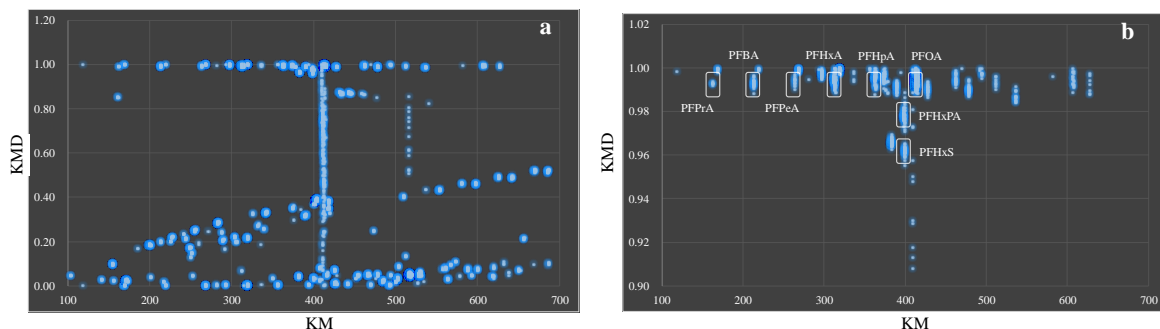 a
1.20
1.00
0.80
0.60
0.40
0.20
0.00
KMD
100 200 300 400 500 600 700
KM
b
1.02
1.00
0.98
0.96
0.94
0.92
0.90
KMD
PFBA PFHxA PFHpA PFOA
PFPrA PFPeA
PFHxPA
PFHxS
100 200 300 400 500 600 700
KM